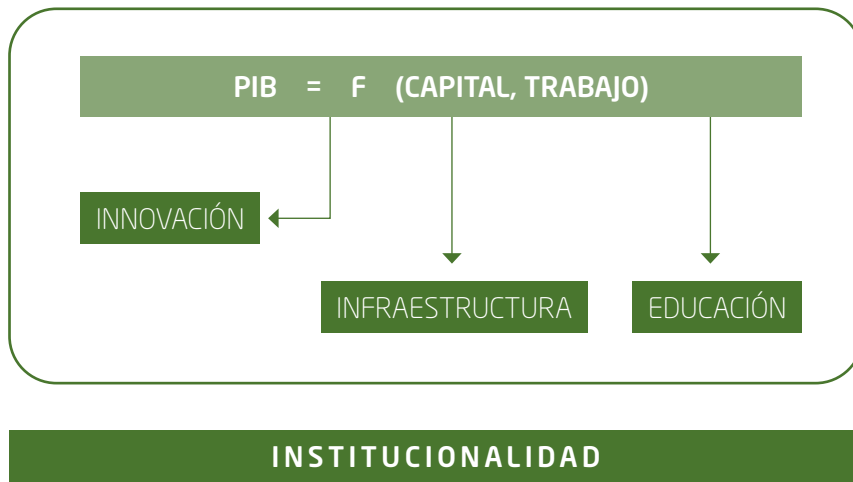 PIB = F (CAPITAL, TRABAJO)
INNOVACIÓN
INFRAESTRUCTURA
EDUCACIÓN
INSTITUCIONALIDAD